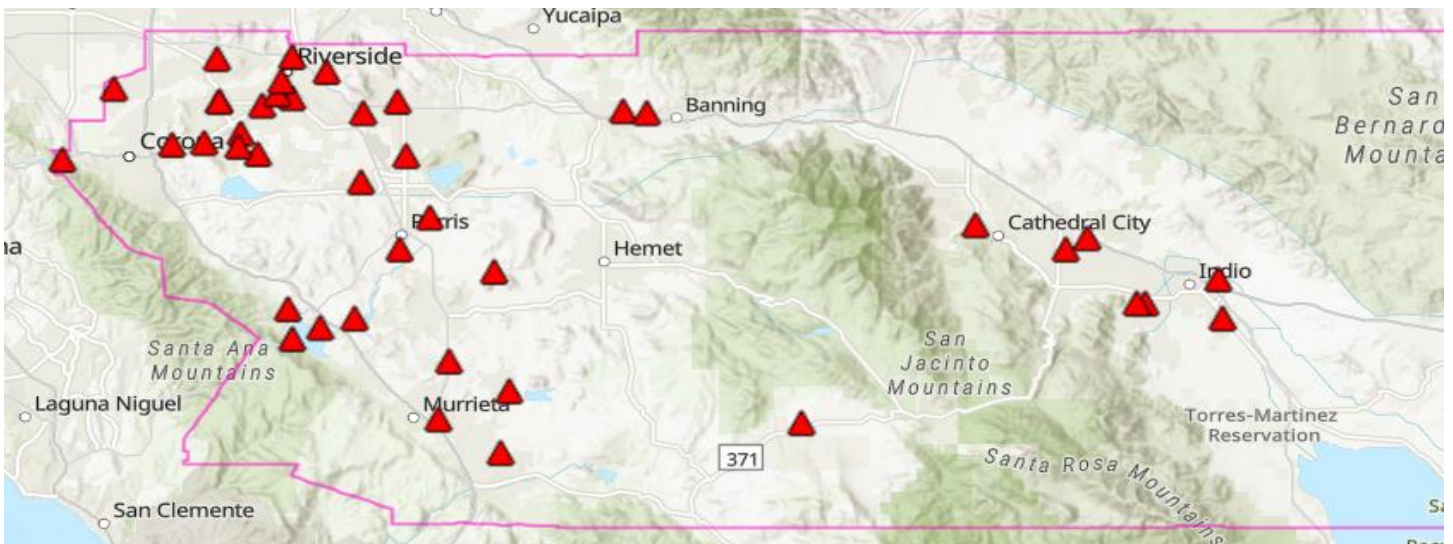 Yucaipa
Riverside
San
Bernard
Mounta
Banning
Corona
Perris
Hemet
Cathedral City
Indio
na
Santa Ana
Mountains
San
Jacinto
Mountains
Laguna Niguel
Murrieta
Torres-Martinez
Reservation
371
Santa Rosa Mountains
San Clemente